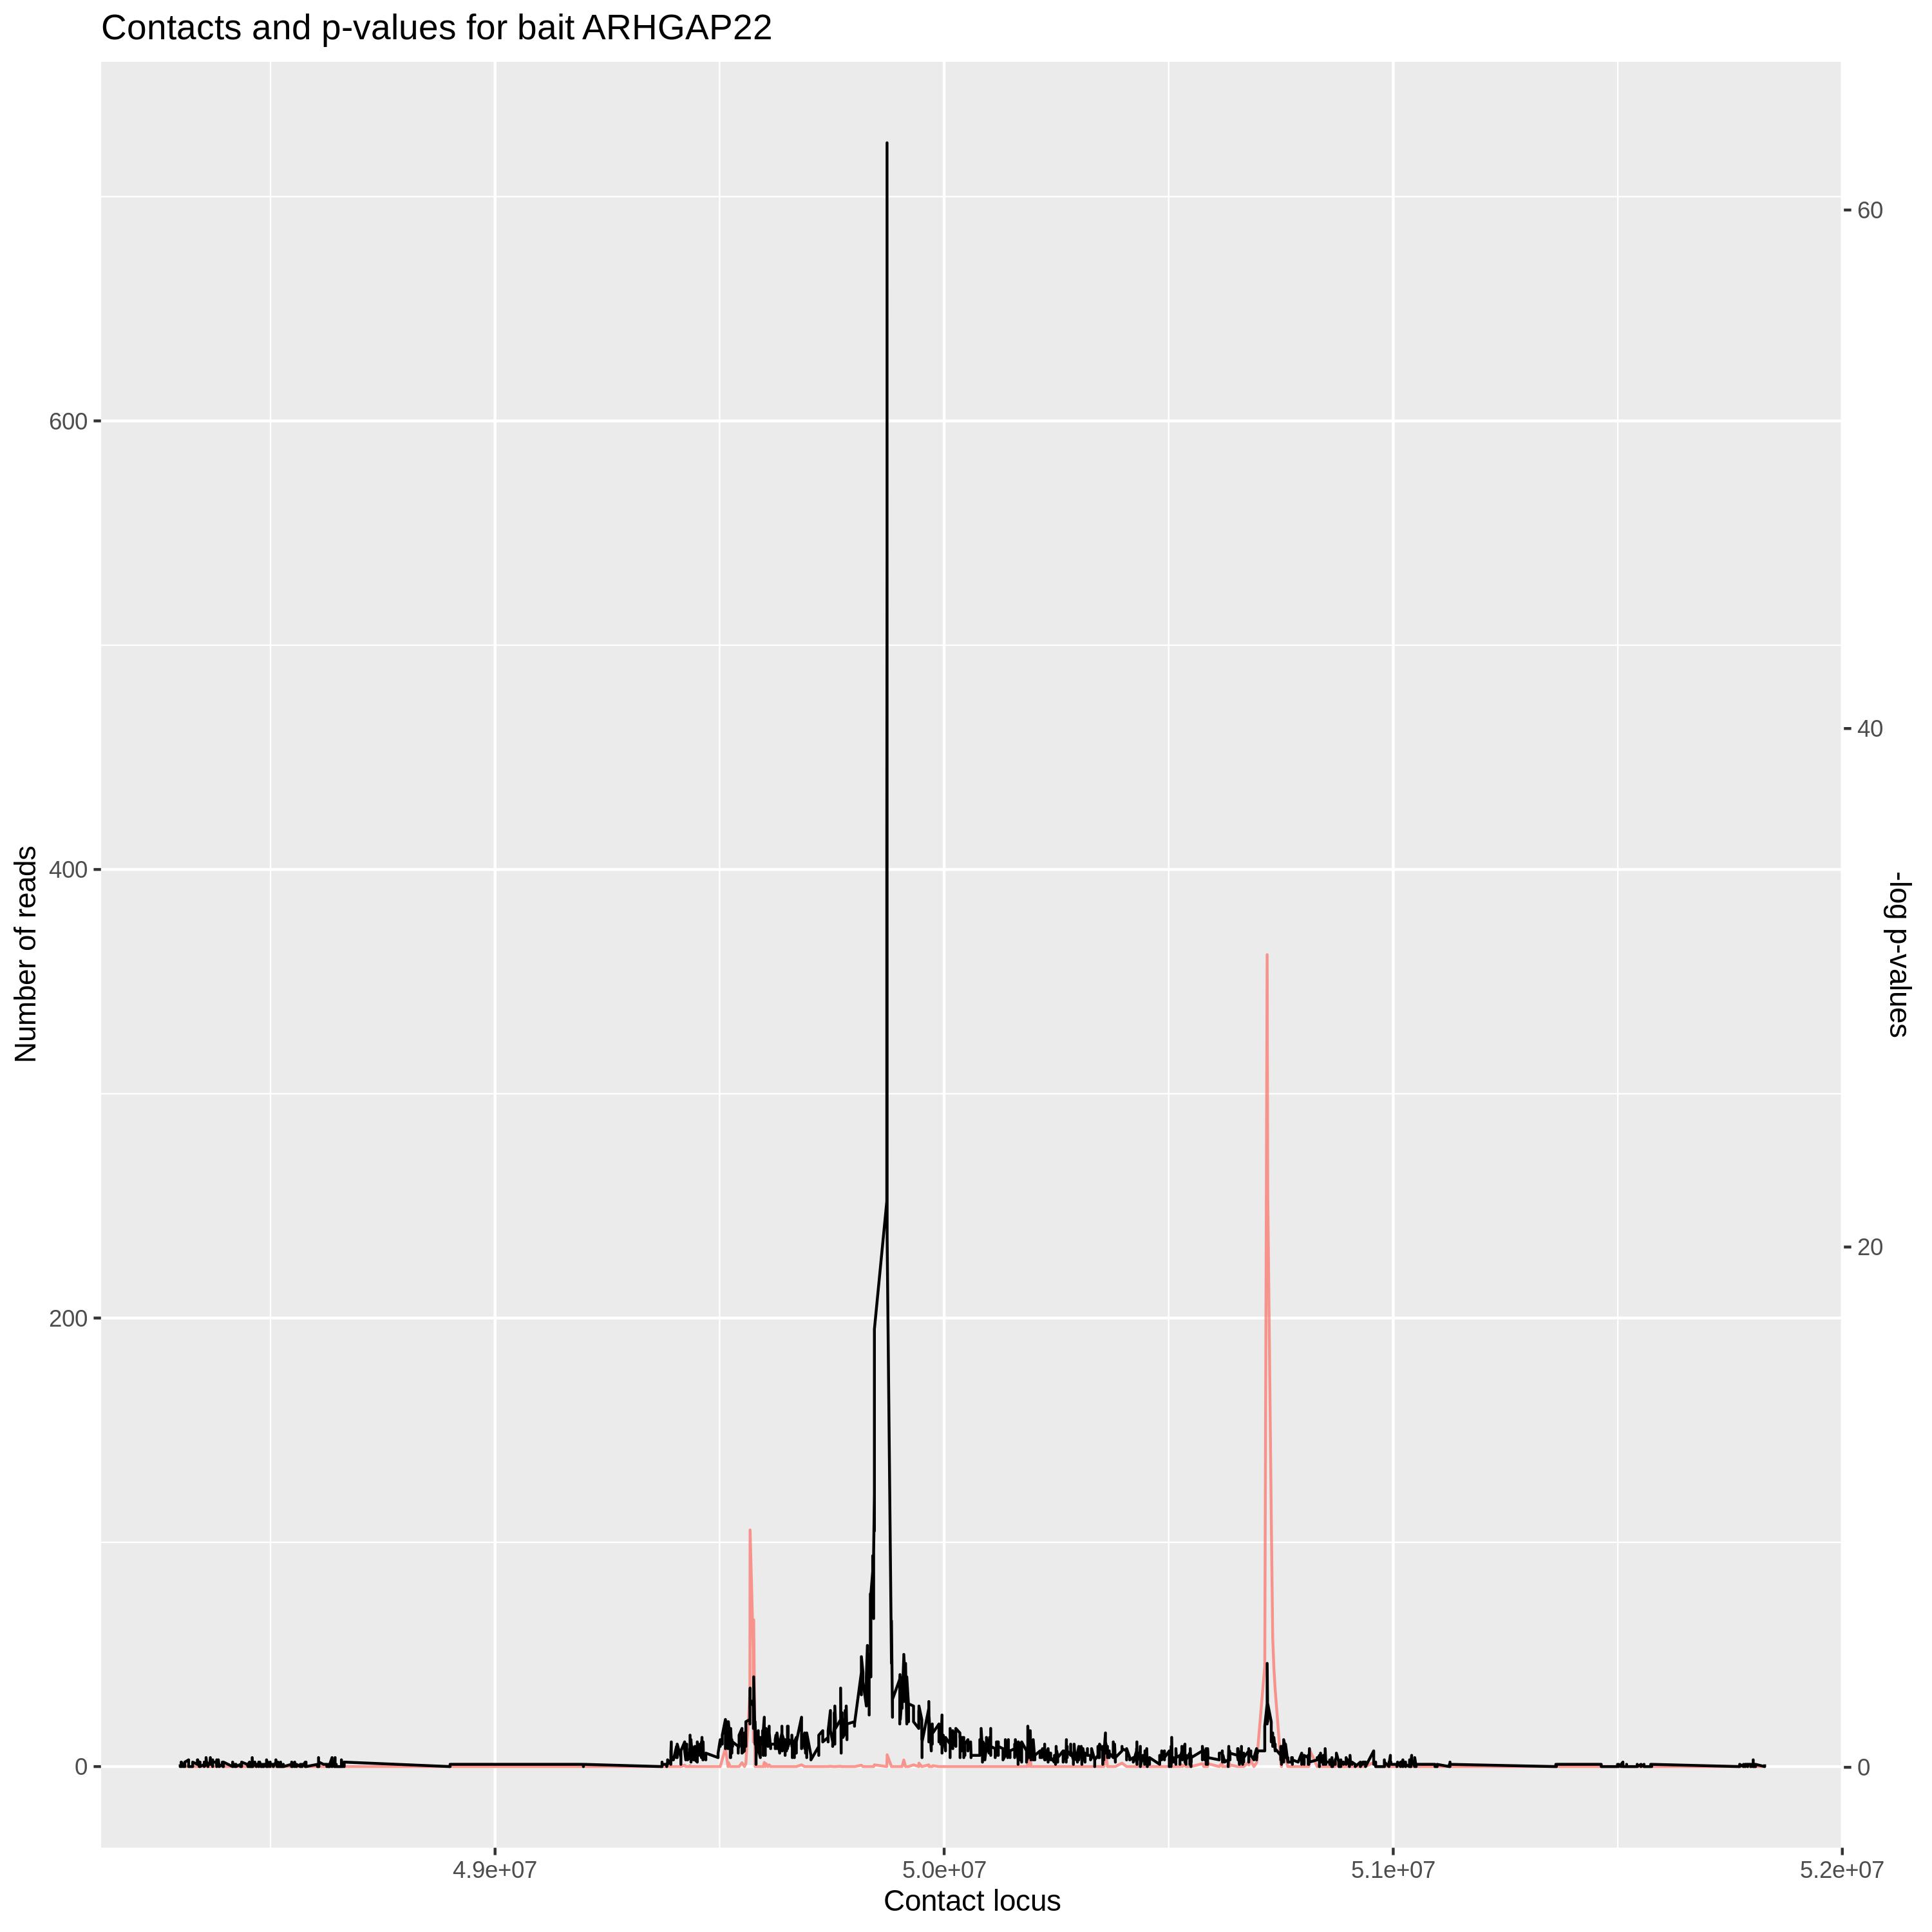 Contacts and p-values for bait ARHGAP22
Number of reads
600
400
200
0
-log p-values
60
40
20
0
4.9e+07
5.0e+07
5.1e+07
5.2e+07
Contact locus